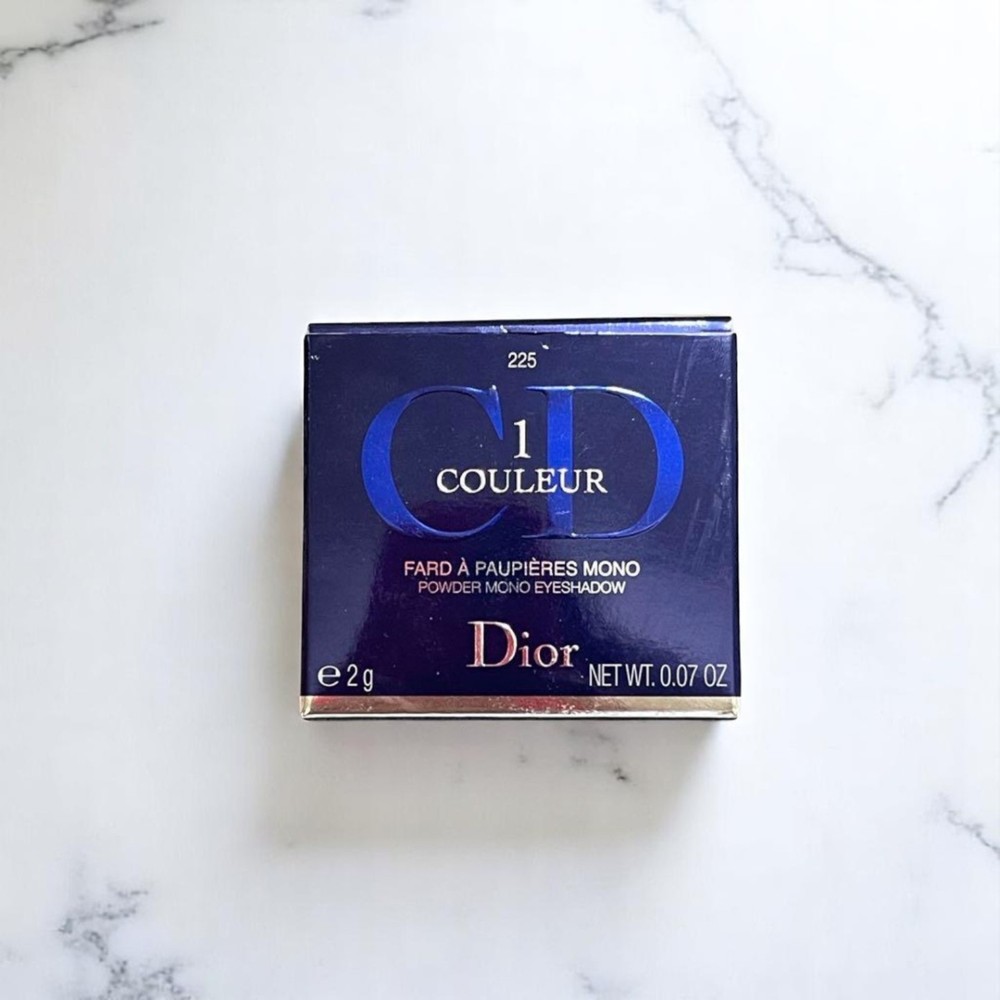 225
CD
1
COULEUR
FARD À PAUPIÈRES MONO
POWDER MONO EYESHADOW
Dior
℮ 2 g
NET WT. 0.07 OZ